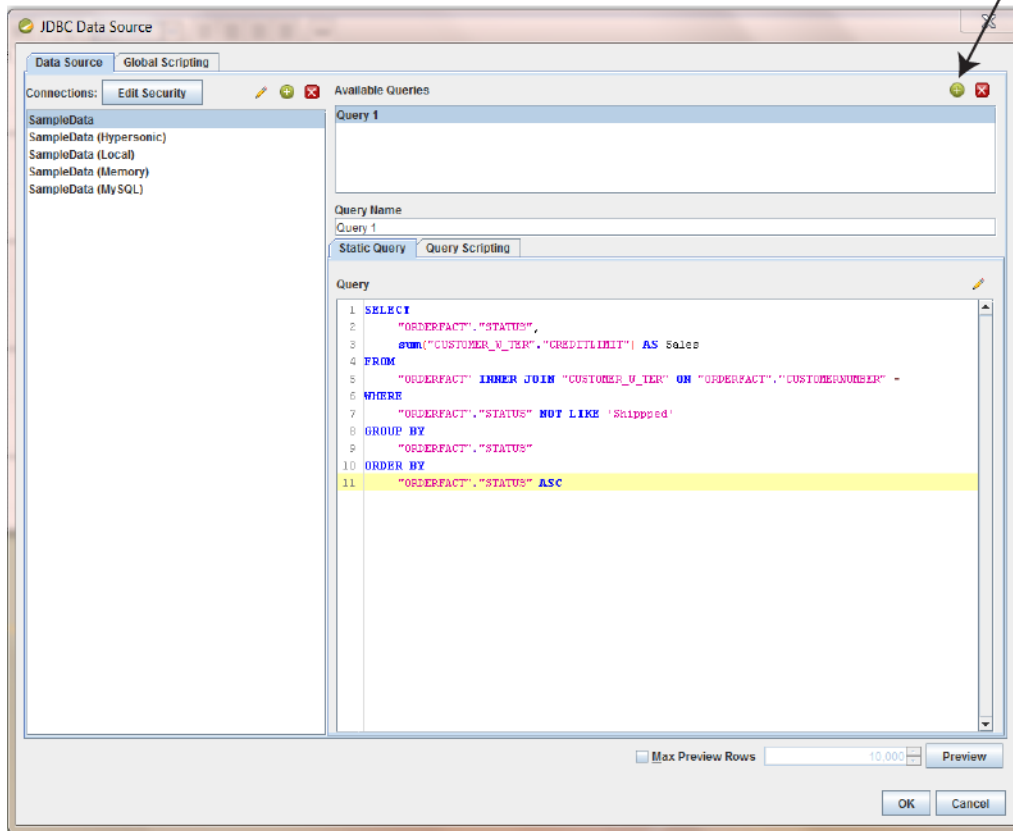 JDBC Data Source
Data Source Global Scripting
Connections: Edit Security
SampleData
SampleData (Hypersonic)
SampleData (Local)
SampleData (Memory)
SampleData (MySQL)
Available Queries
Query 1
Query Name
Query 1
Static Query Query Scripting
Query
1 SELECT
2 "ORDERFACT"."STATUS",
3 sum("CUSTOMER_W_TER"."CREDITLIMIT") AS Sales
4 FROM
5 "ORDERFACT" INNER JOIN "CUSTOMER_W_TER" ON "ORDERFACT"."CUSTOMERNUMBER" =
6 WHERE
7 "ORDERFACT"."STATUS" NOT LIKE 'Shippped'
8 GROUP BY
9 "ORDERFACT"."STATUS"
10 ORDER BY
11 "ORDERFACT"."STATUS" ASC
Max Preview Rows 10,000 Preview
OK Cancel